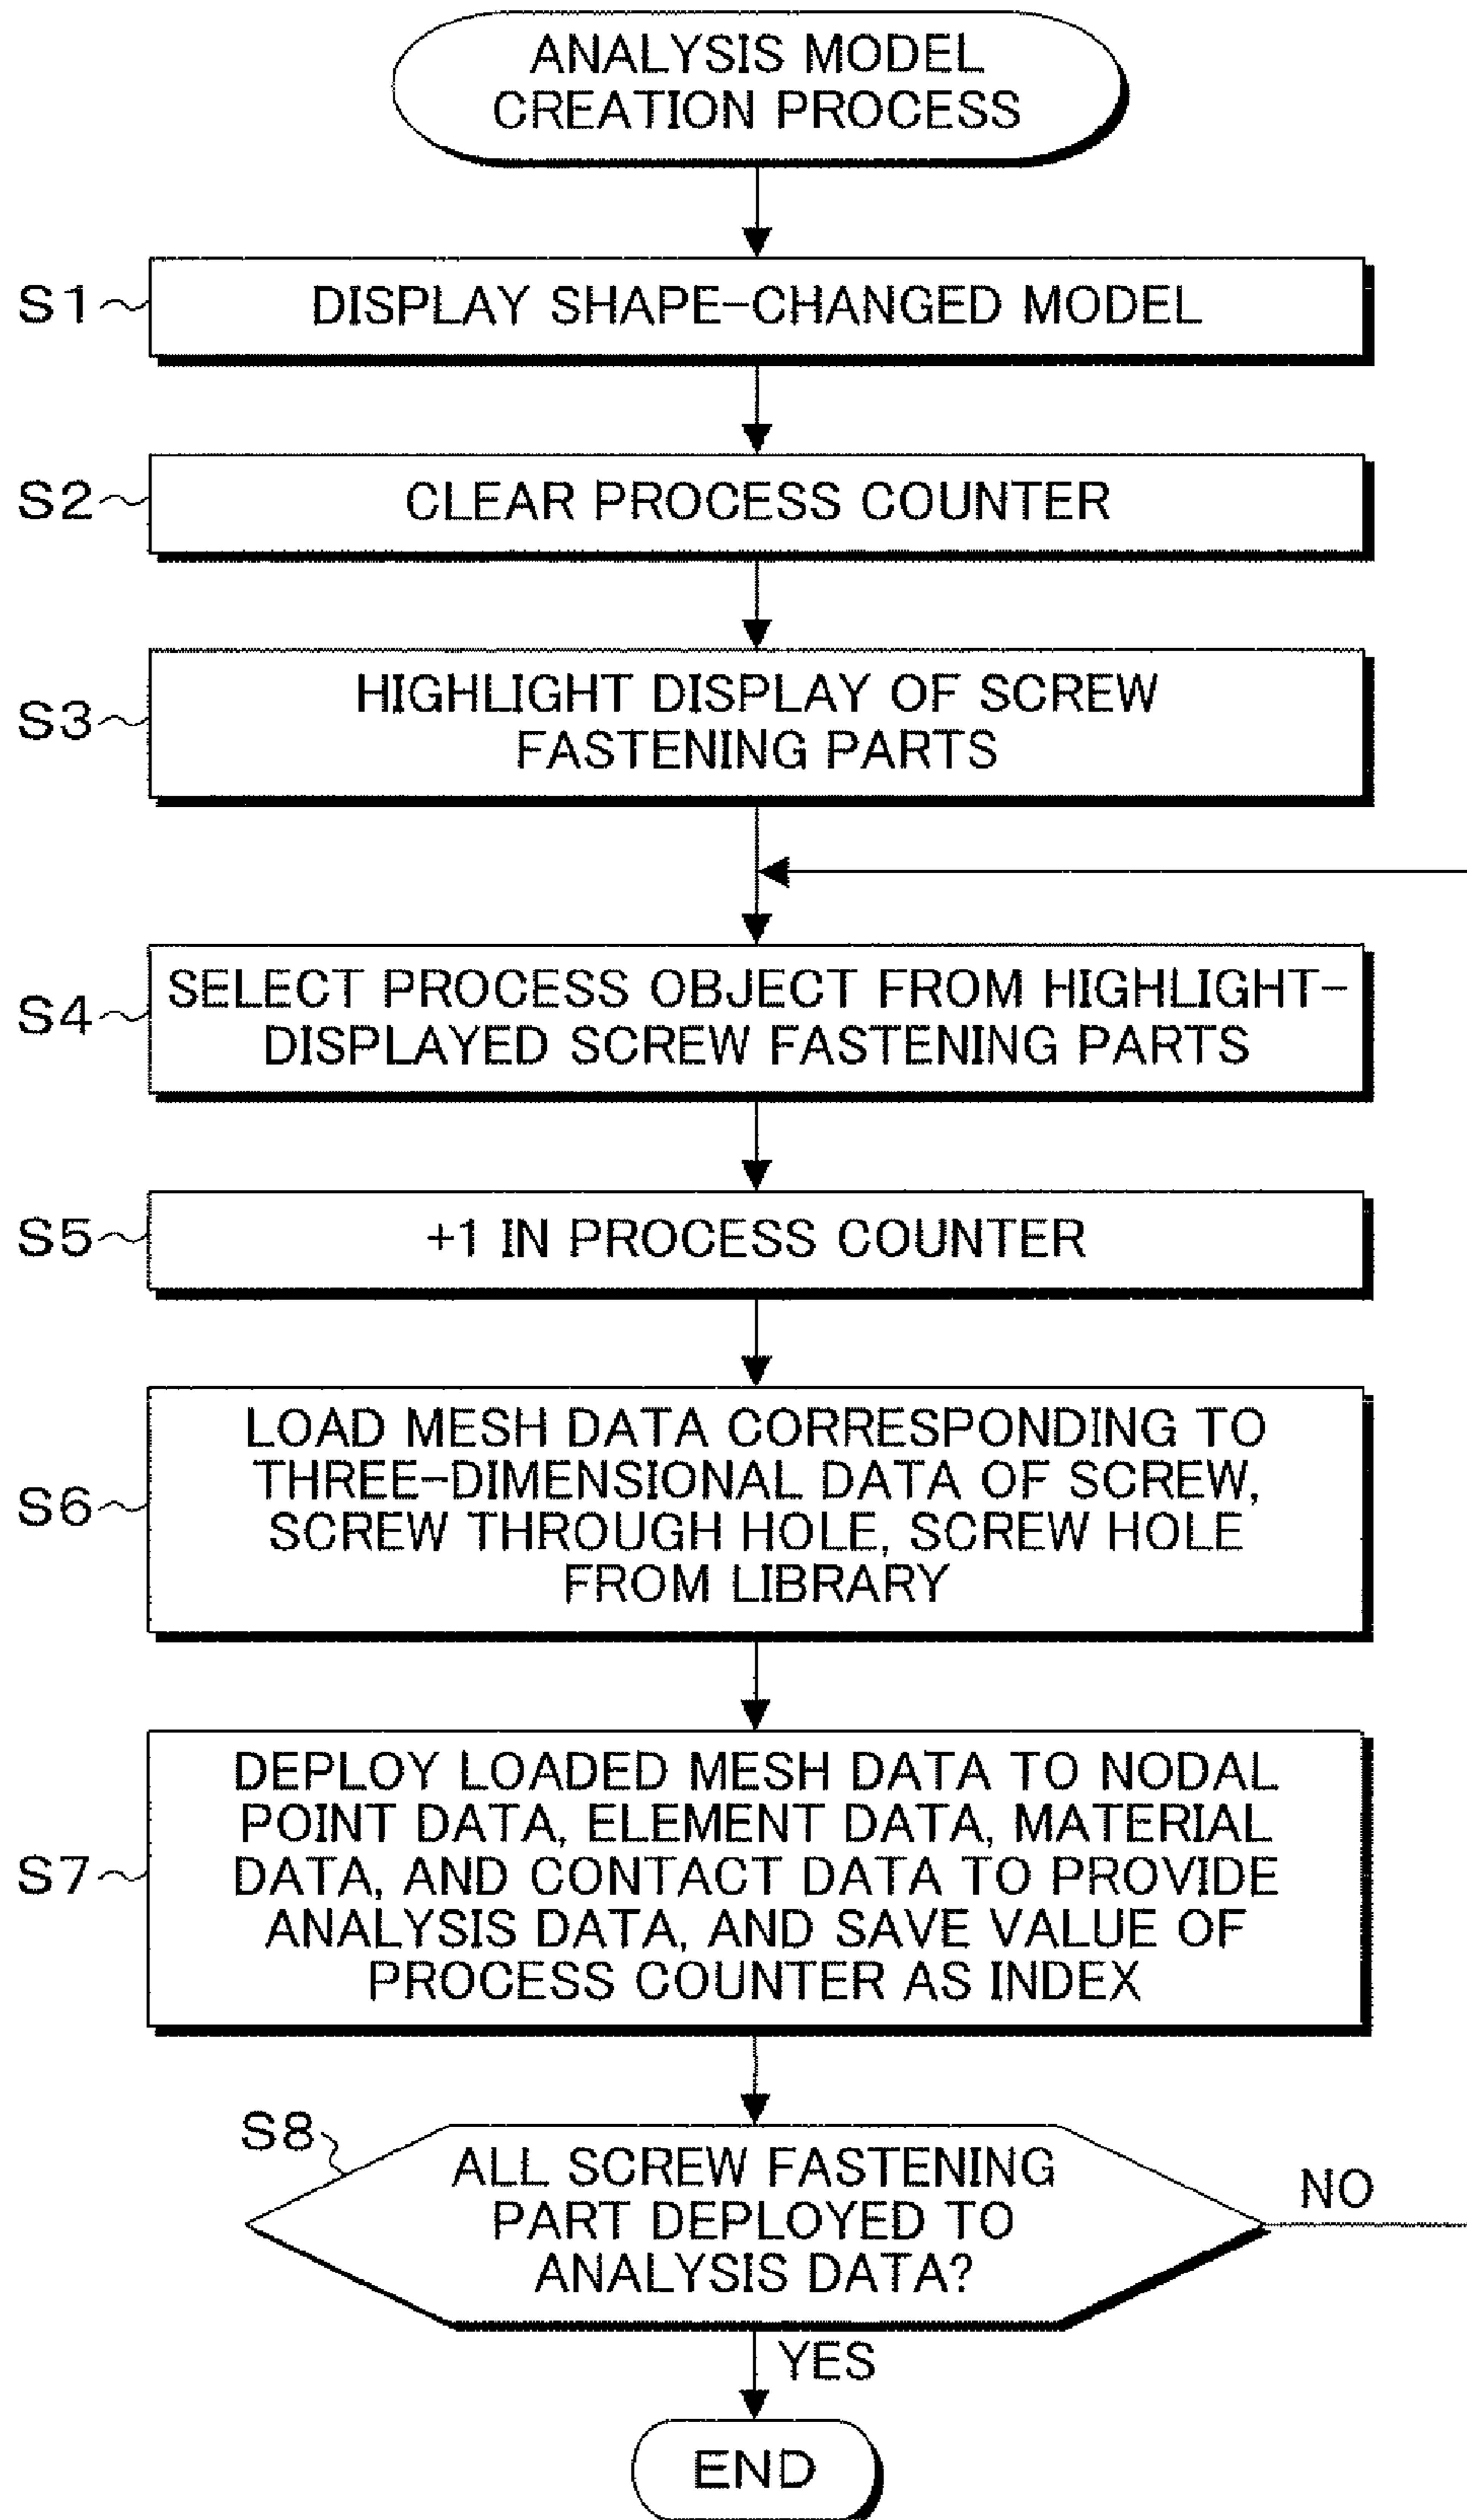 ANALYSIS MODEL
CREATION PROCESS
S1
DISPLAY SHAPE-CHANGED MODEL
S2
CLEAR PROCESS COUNTER
S3
HIGHLIGHT DISPLAY OF SCREW
FASTENING PARTS
S4
SELECT PROCESS OBJECT FROM HIGHLIGHT-
DISPLAYED SCREW FASTENING PARTS
S5
+1 IN PROCESS COUNTER
S6
LOAD MESH DATA CORRESPONDING TO
THREE-DIMENSIONAL DATA OF SCREW,
SCREW THROUGH HOLE, SCREW HOLE
FROM LIBRARY
S7
DEPLOY LOADED MESH DATA TO NODAL
POINT DATA, ELEMENT DATA, MATERIAL
DATA, AND CONTACT DATA TO PROVIDE
ANALYSIS DATA, AND SAVE VALUE OF
PROCESS COUNTER AS INDEX
S8
ALL SCREW FASTENING
PART DEPLOYED TO
ANALYSIS DATA?
NO
YES
END